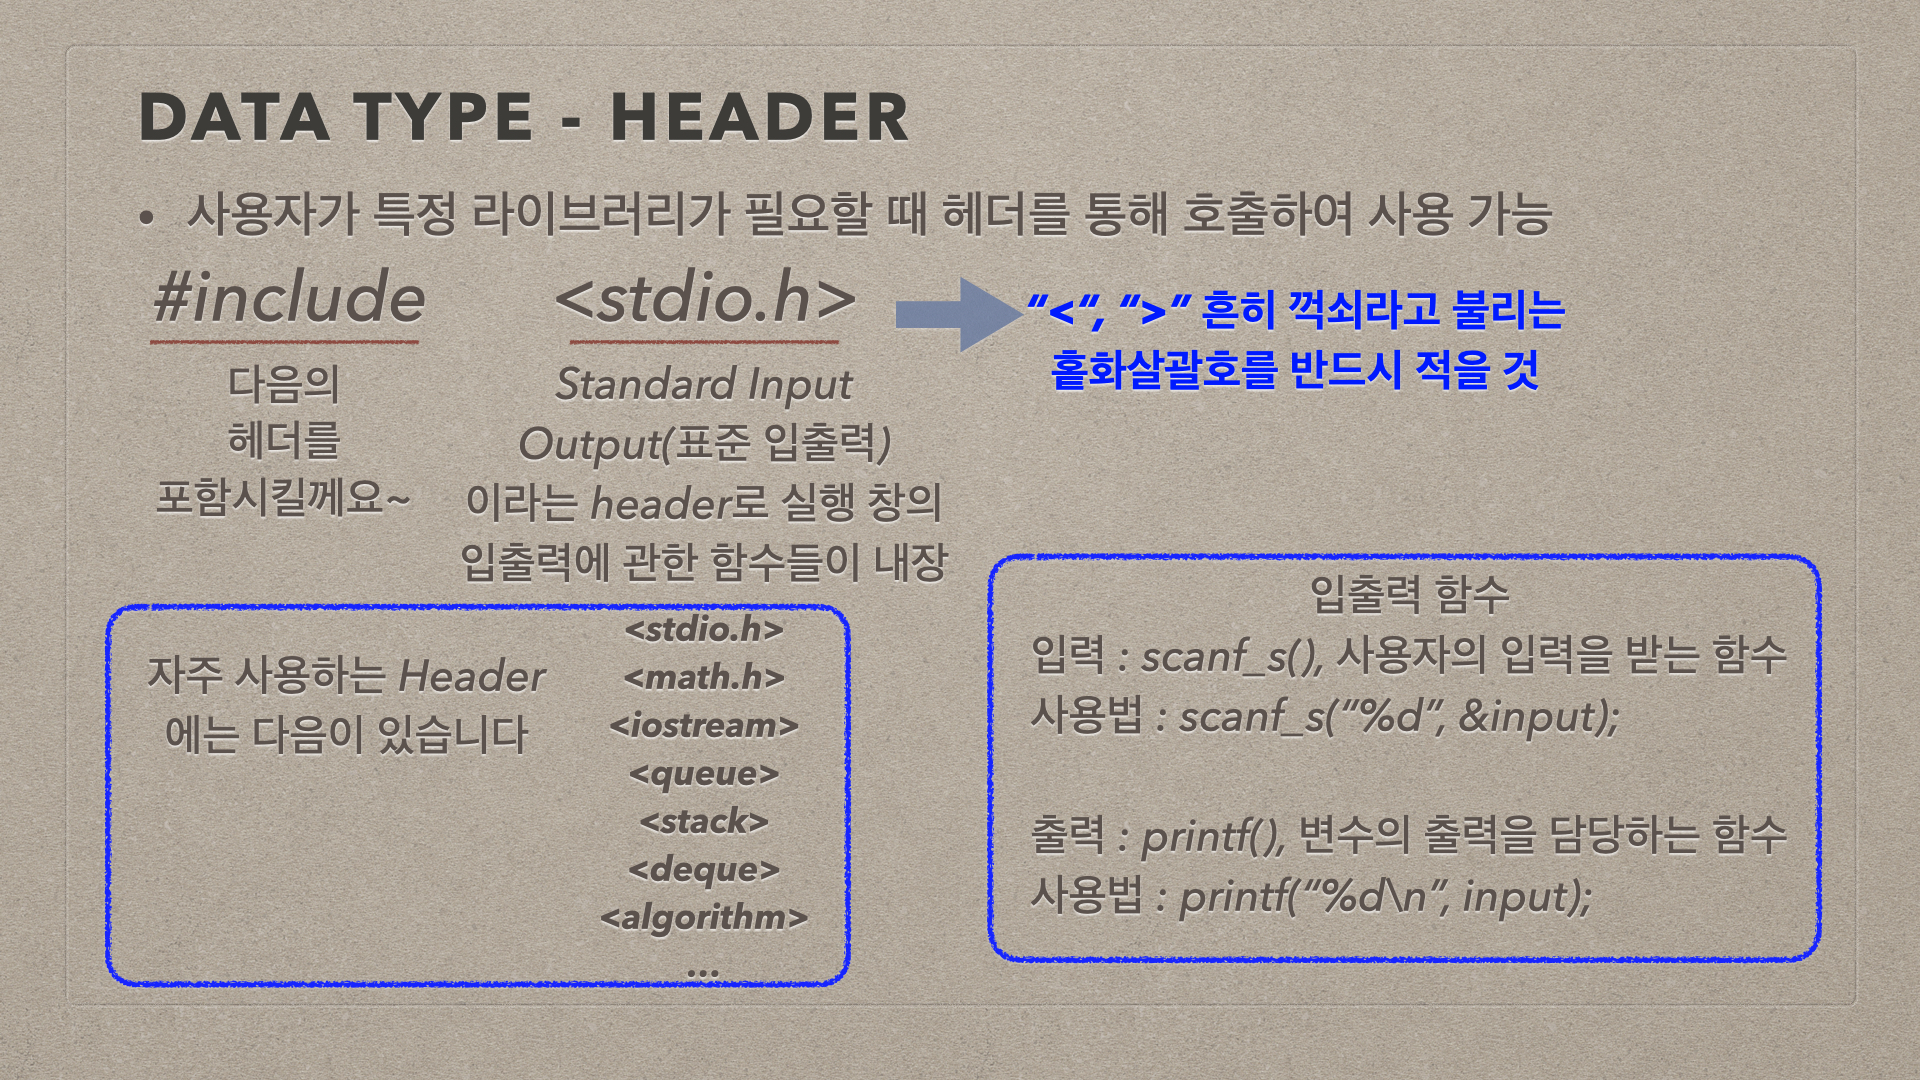 DATA TYPE - HEADER
• 사용자가 특정 라이브러리가 필요할 때 헤더를 통해 호출하여 사용 가능
#include
다음의
헤더를
포함시킬께요~
<stdio.h>
Standard Input
Output(표준 입출력)
이라는 header로 실행 창의
입출력에 관한 함수들이 내장
“<“, “>” 흔히 꺽쇠라고 불리는
홑화살괄호를 반드시 적을 것
자주 사용하는 Header
에는 다음이 있습니다
<stdio.h>
<math.h>
<iostream>
<queue>
<stack>
<deque>
<algorithm>
...
입출력 함수
입력 : scanf_s(), 사용자의 입력을 받는 함수
사용법 : scanf_s(“%d”, &input);
출력 : printf(), 변수의 출력을 담당하는 함수
사용법 : printf(“%d\n”, input);